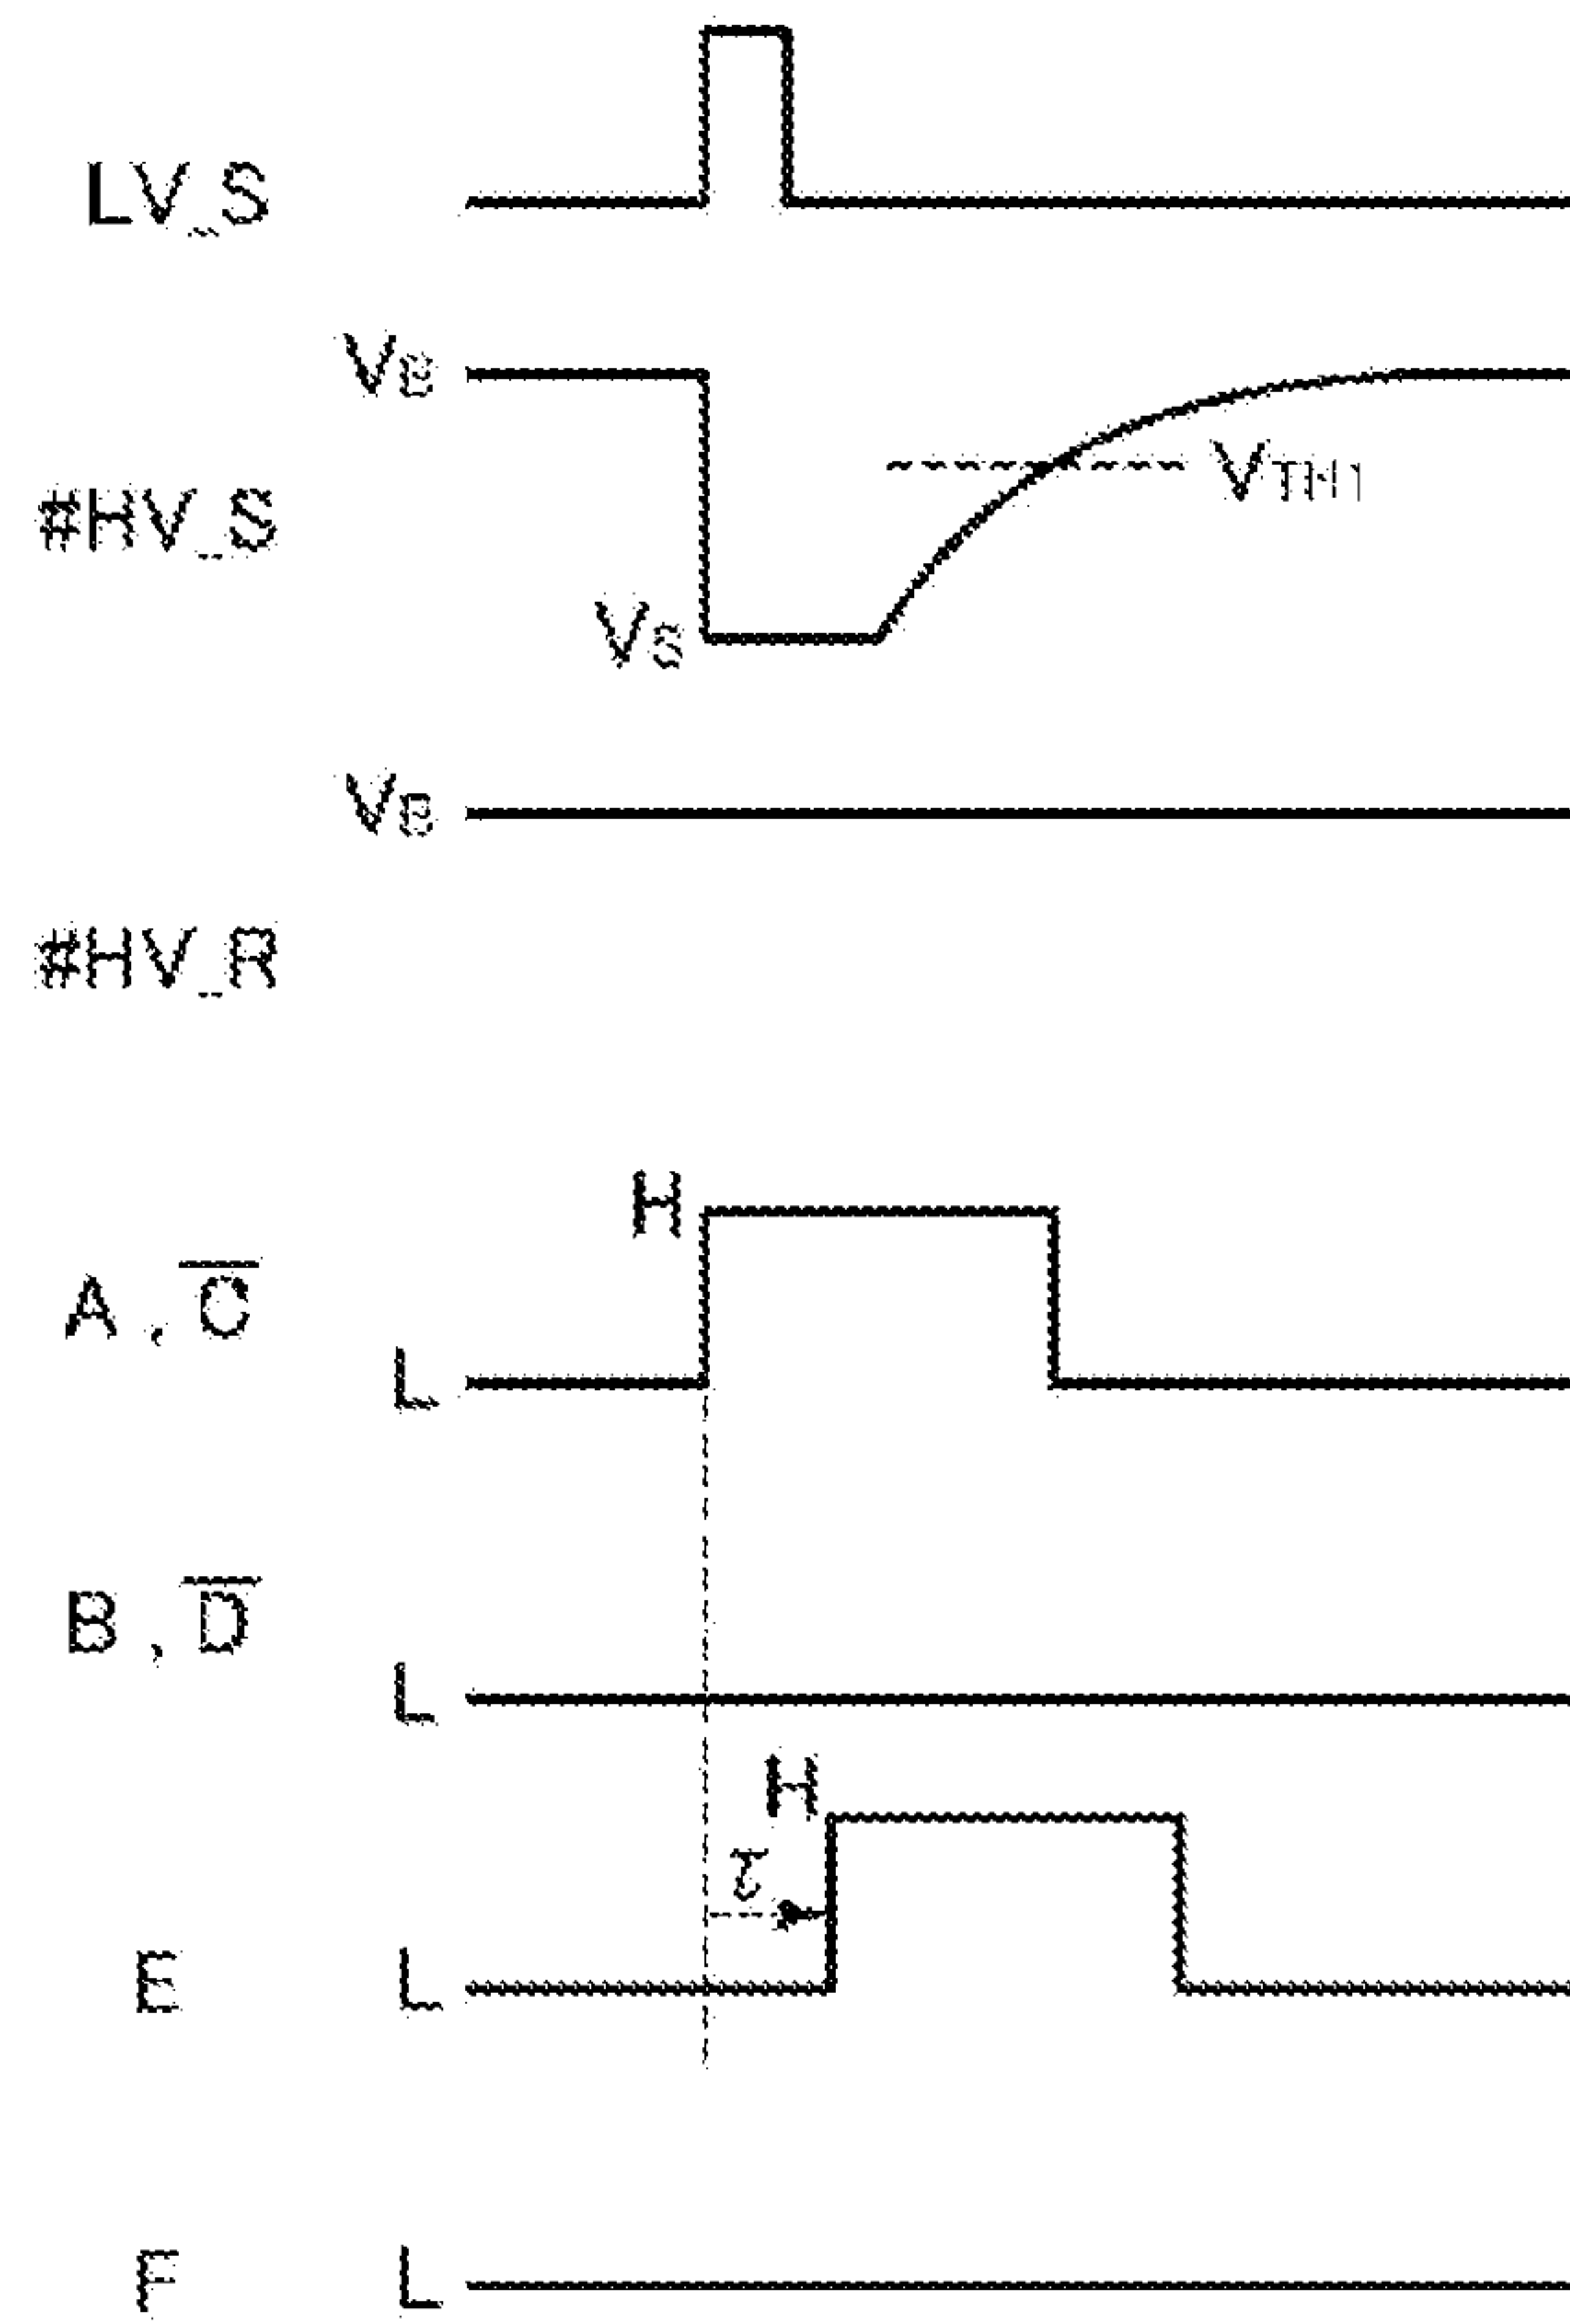 LV_S
VB
#HV_S
VTH1
VS
VB
#HV_R
H
A , C̅
L
B , D̅
L
H
τ
E L
F L